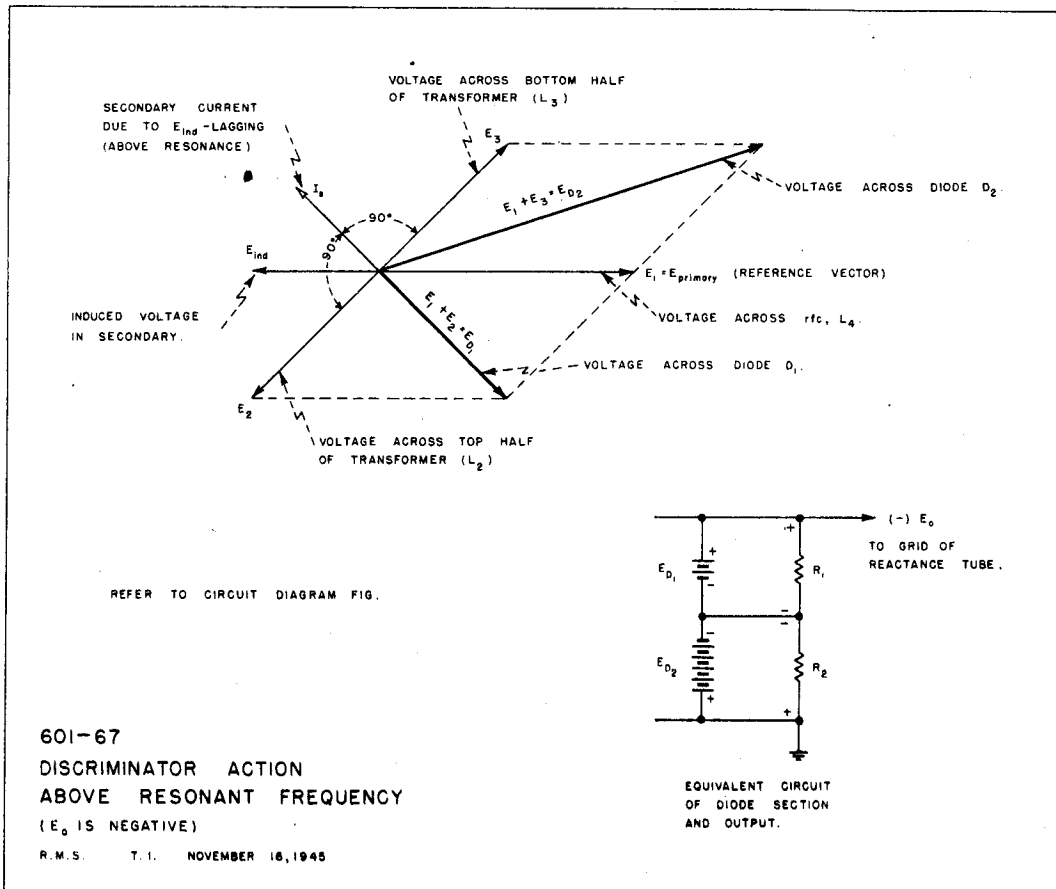 VOLTAGE ACROSS BOTTOM HALF
OF TRANSFORMER (L3)
SECONDARY CURRENT
DUE TO Eind-LAGGING
(ABOVE RESONANCE)
E3
Is
VOLTAGE ACROSS DIODE D2
E1 + E3 = ED2
90°
90°
Eind
E1 = Eprimary (REFERENCE VECTOR)
INDUCED VOLTAGE
IN SECONDARY.
VOLTAGE ACROSS rfc, L4.
E1 + E2 = ED1
VOLTAGE ACROSS DIODE D1.
E2
VOLTAGE ACROSS TOP HALF
OF TRANSFORMER (L2)
(-) Eo
TO GRID OF
REACTANCE TUBE.
+
+
ED1
R1
-
-
-
-
ED2
R2
+
+
REFER TO CIRCUIT DIAGRAM FIG.
EQUIVALENT CIRCUIT
OF DIODE SECTION
AND OUTPUT.
601-67
DISCRIMINATOR ACTION
ABOVE RESONANT FREQUENCY
(Eo IS NEGATIVE)
R.M.S. T.1. NOVEMBER 16,1945